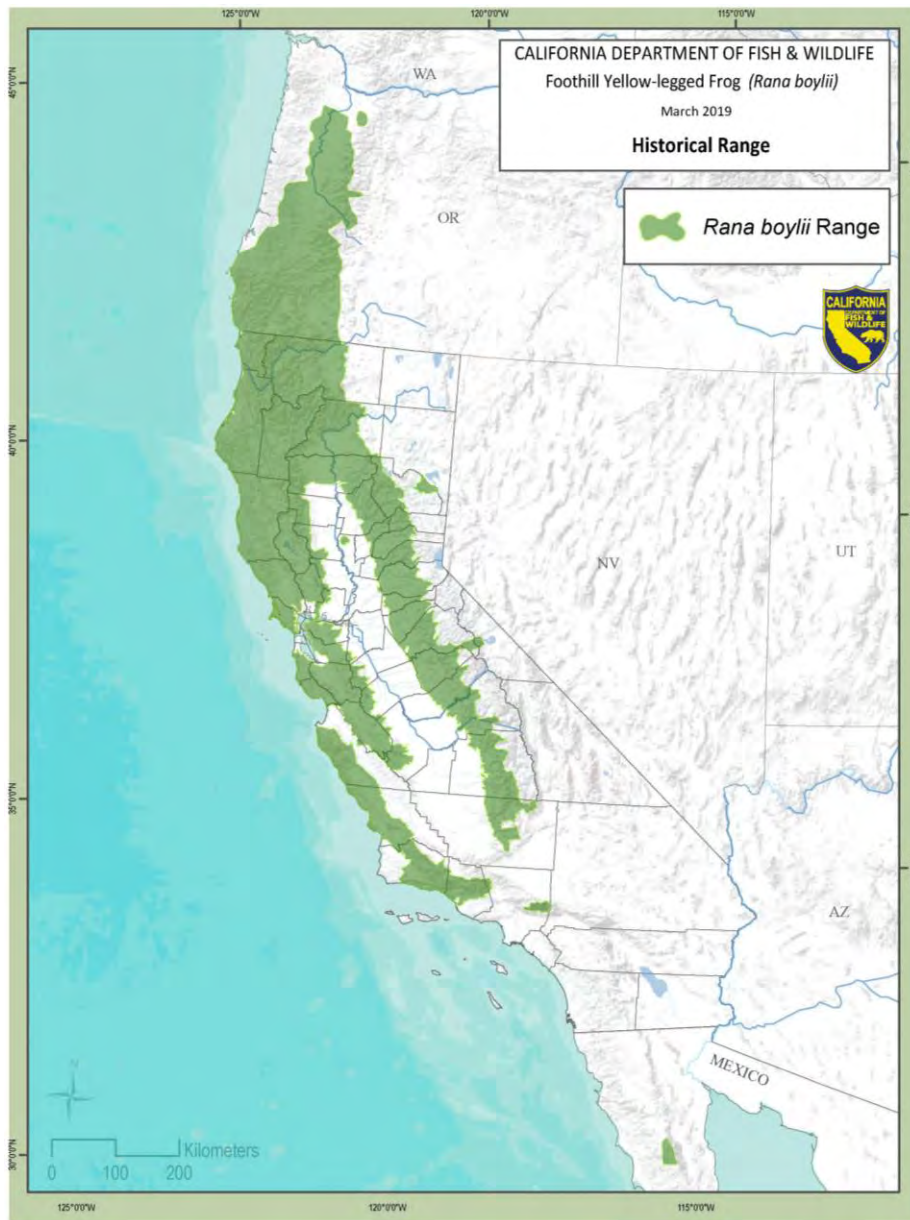 125°0'0"W
120°0'0"W
115°0'0"W
CALIFORNIA DEPARTMENT OF FISH & WILDLIFE
Foothill Yellow-legged Frog (Rana boylii)
March 2019
Historical Range
Rana boylii Range
CALIFORNIA
DEPARTMENT OF
FISH &
WILDLIFE
WA
OR
NV
UT
AZ
MEXICO
45°0'0"N
40°0'0"N
35°0'0"N
30°0'0"N
N
Kilometers
0 100 200
125°0'0"W
120°0'0"W
115°0'0"W